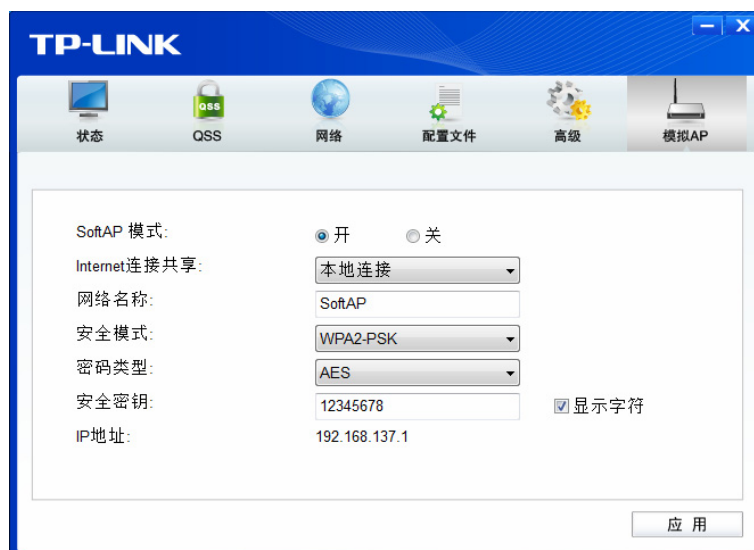 TP-LINK
QSS
状态 QSS 网络 配置文件 高级 模拟AP
SoftAP 模式: 开 关
Internet连接共享: 本地连接
网络名称: SoftAP
安全模式: WPA2-PSK
密码类型: AES
安全密钥: 12345678 显示字符
IP地址: 192.168.137.1
应 用